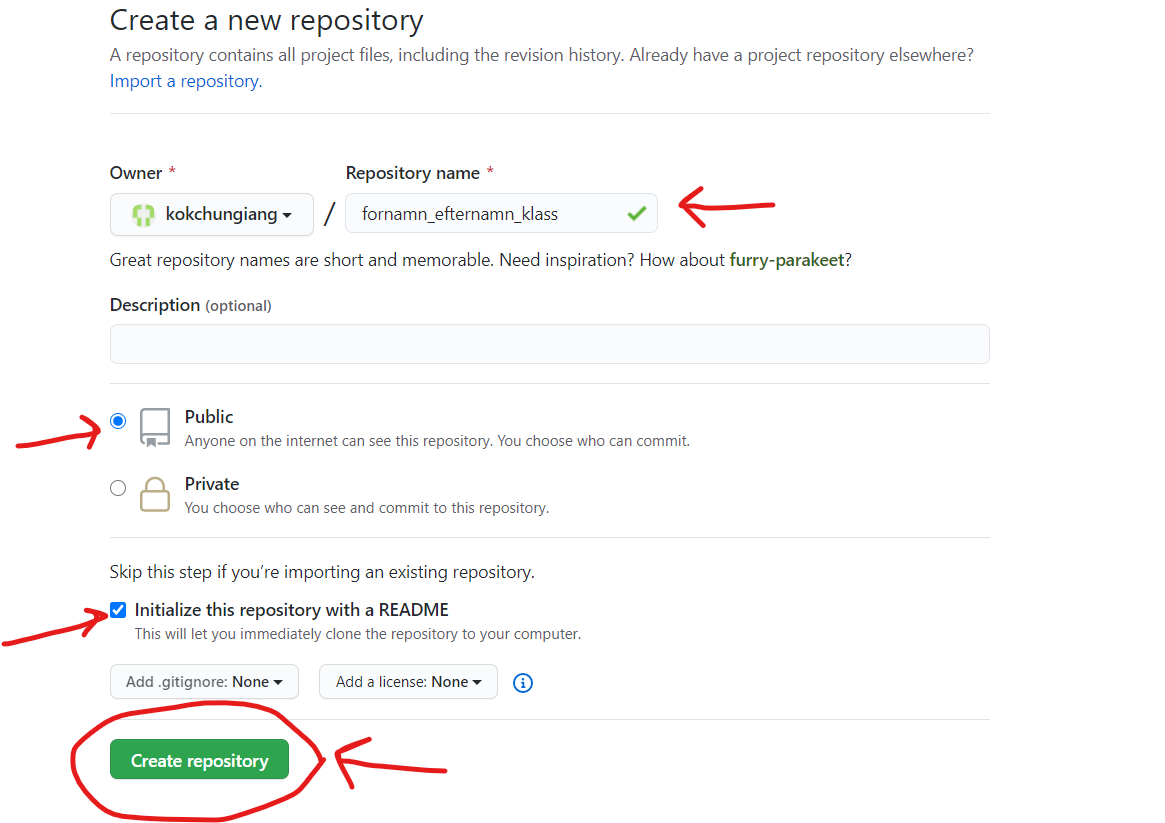 Create a new repository
A repository contains all project files, including the revision history. Already have a project repository elsewhere?
Import a repository.
Owner *
Repository name *
kokchungiang / fornamn_efternamn_klass
Great repository names are short and memorable. Need inspiration? How about furry-parakeet?
Description (optional)
Public
Anyone on the internet can see this repository. You choose who can commit.
Private
You choose who can see and commit to this repository.
Skip this step if you’re importing an existing repository.
Initialize this repository with a README
This will let you immediately clone the repository to your computer.
Add .gitignore: None
Add a license: None
Create repository